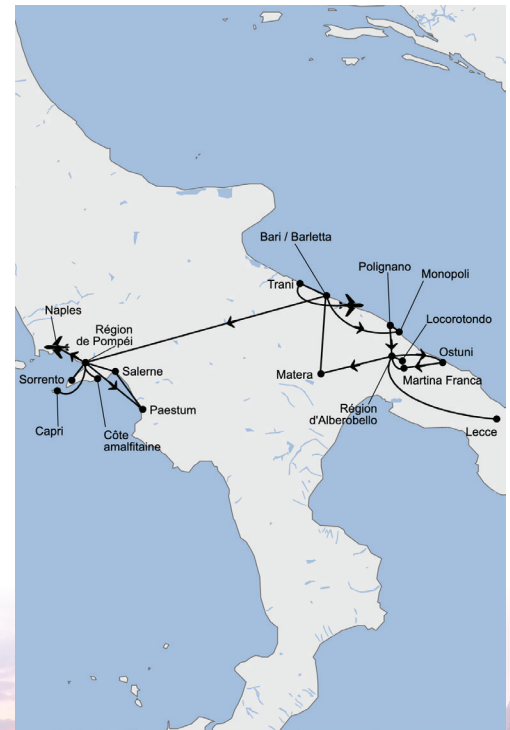 Bari / Barletta
Trani
Polignano
Monopoli
Naples
Locorotondo
Région
de Pompéi
Ostuni
Salerne
Matera
Martina Franca
Sorrento
Paestum
Région
d'Alberobello
Capri
Côte
amalfitaine
Lecce